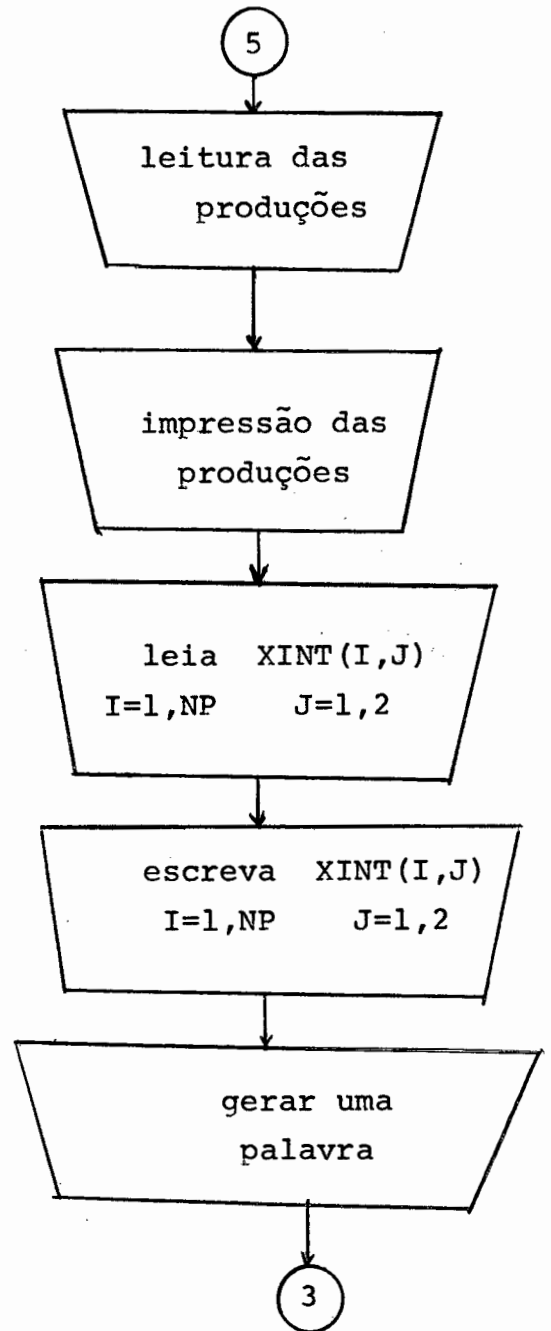 5
leitura das
produções
impressão das
produções
leia XINT(I,J)
I=1,NP J=1,2
escreva XINT(I,J)
I=1,NP J=1,2
gerar uma
palavra
3